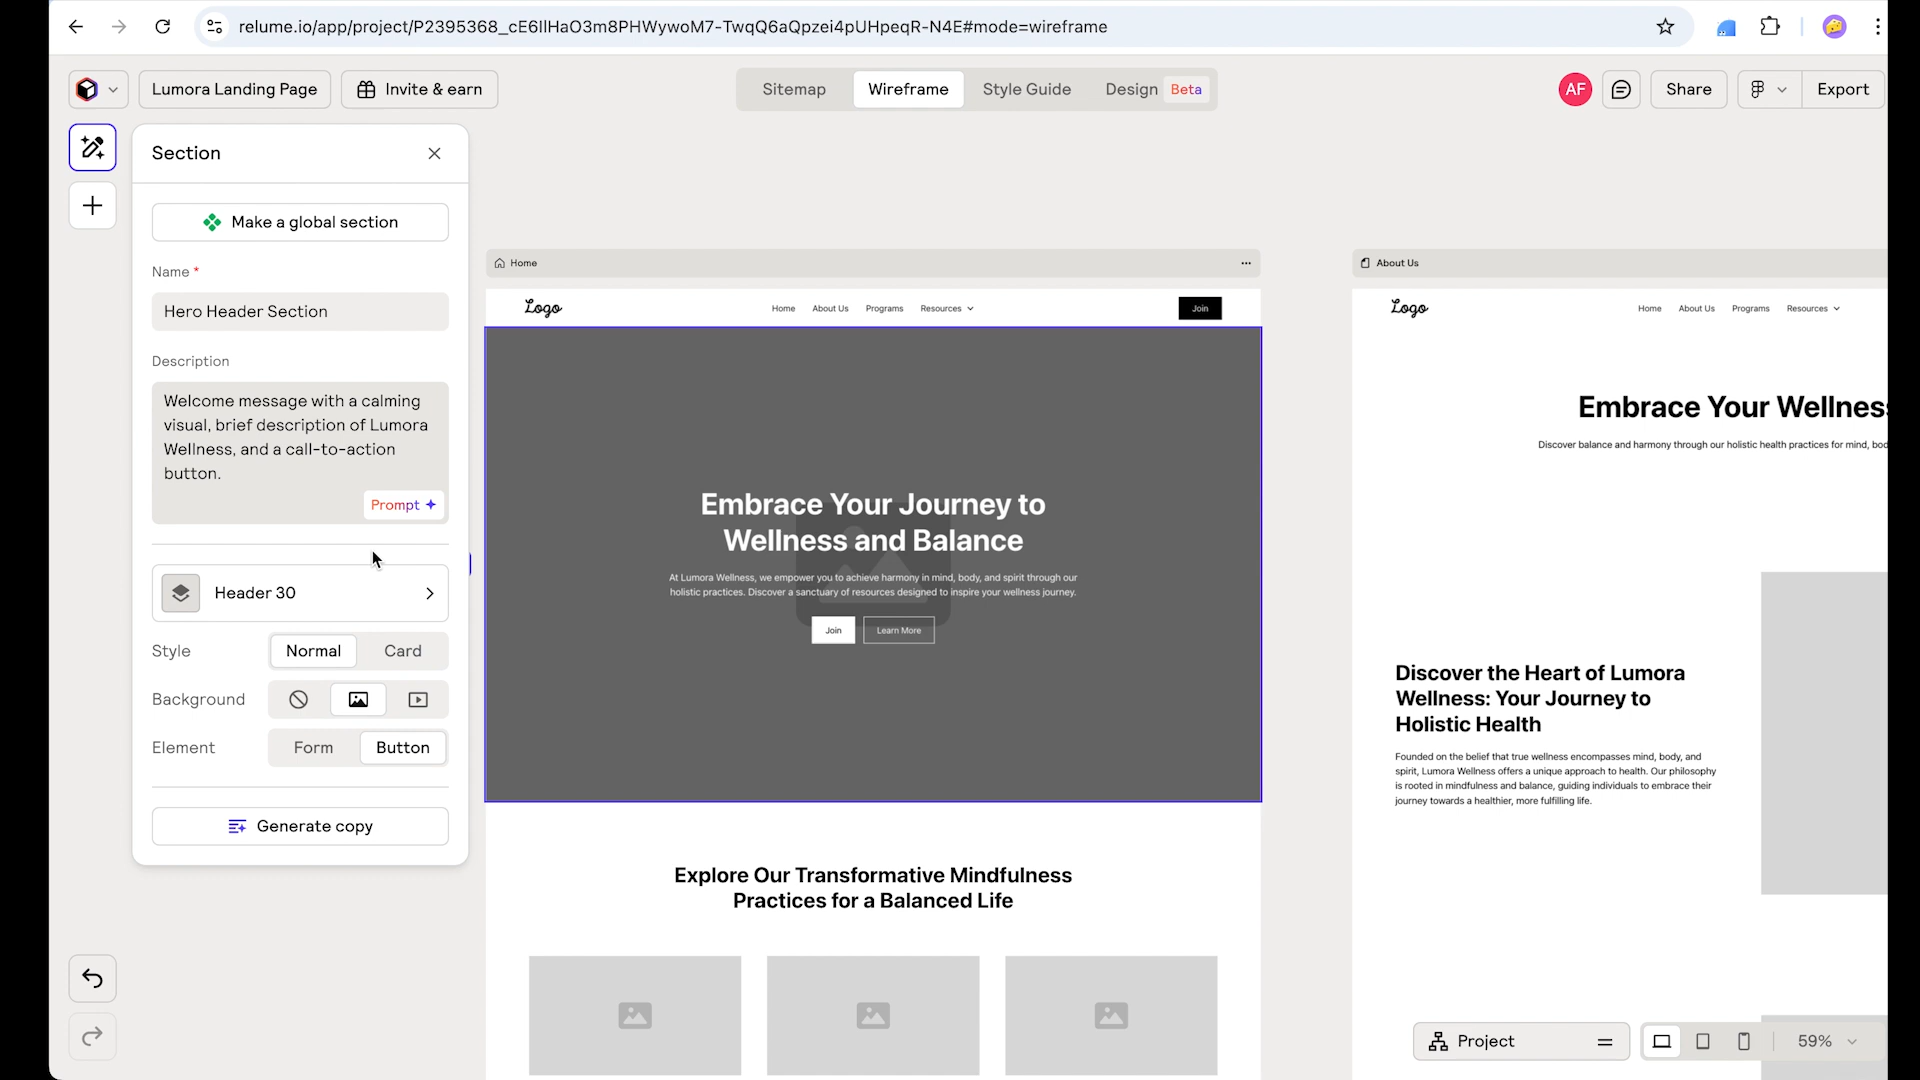 relume.io/app/project/P2395368_cE6llHaO3m8PHWywoM7-TwqQ6aQpzei4pUHpeqR-N4E#mode=wireframe
Lumora Landing Page
Invite & earn
Sitemap
Wireframe
Style Guide
Design
Beta
AF
Share
Export
Section
Make a global section
Name *
Hero Header Section
Description
Welcome message with a calming
visual, brief description of Lumora
Wellness, and a call-to-action
button.
Prompt
Header 30
Style
Normal
Card
Background
Element
Form
Button
Generate copy
Home
Logo
Home
About Us
Programs
Resources
Join
Embrace Your Journey to
Wellness and Balance
At Lumora Wellness, we empower you to achieve harmony in mind, body, and spirit through our
holistic practices. Discover a sanctuary of resources designed to inspire your wellness journey.
Join
Learn More
Explore Our Transformative Mindfulness
Practices for a Balanced Life
About Us
Logo
Home
About Us
Programs
Resources
Embrace Your Wellness
Discover balance and harmony through our holistic health practices for mind, bod
Discover the Heart of Lumora
Wellness: Your Journey to
Holistic Health
Founded on the belief that true wellness encompasses mind, body, and
spirit, Lumora Wellness offers a unique approach to health. Our philosophy
is rooted in mindfulness and balance, guiding individuals to embrace their
journey towards a healthier, more fulfilling life.
Project
59%